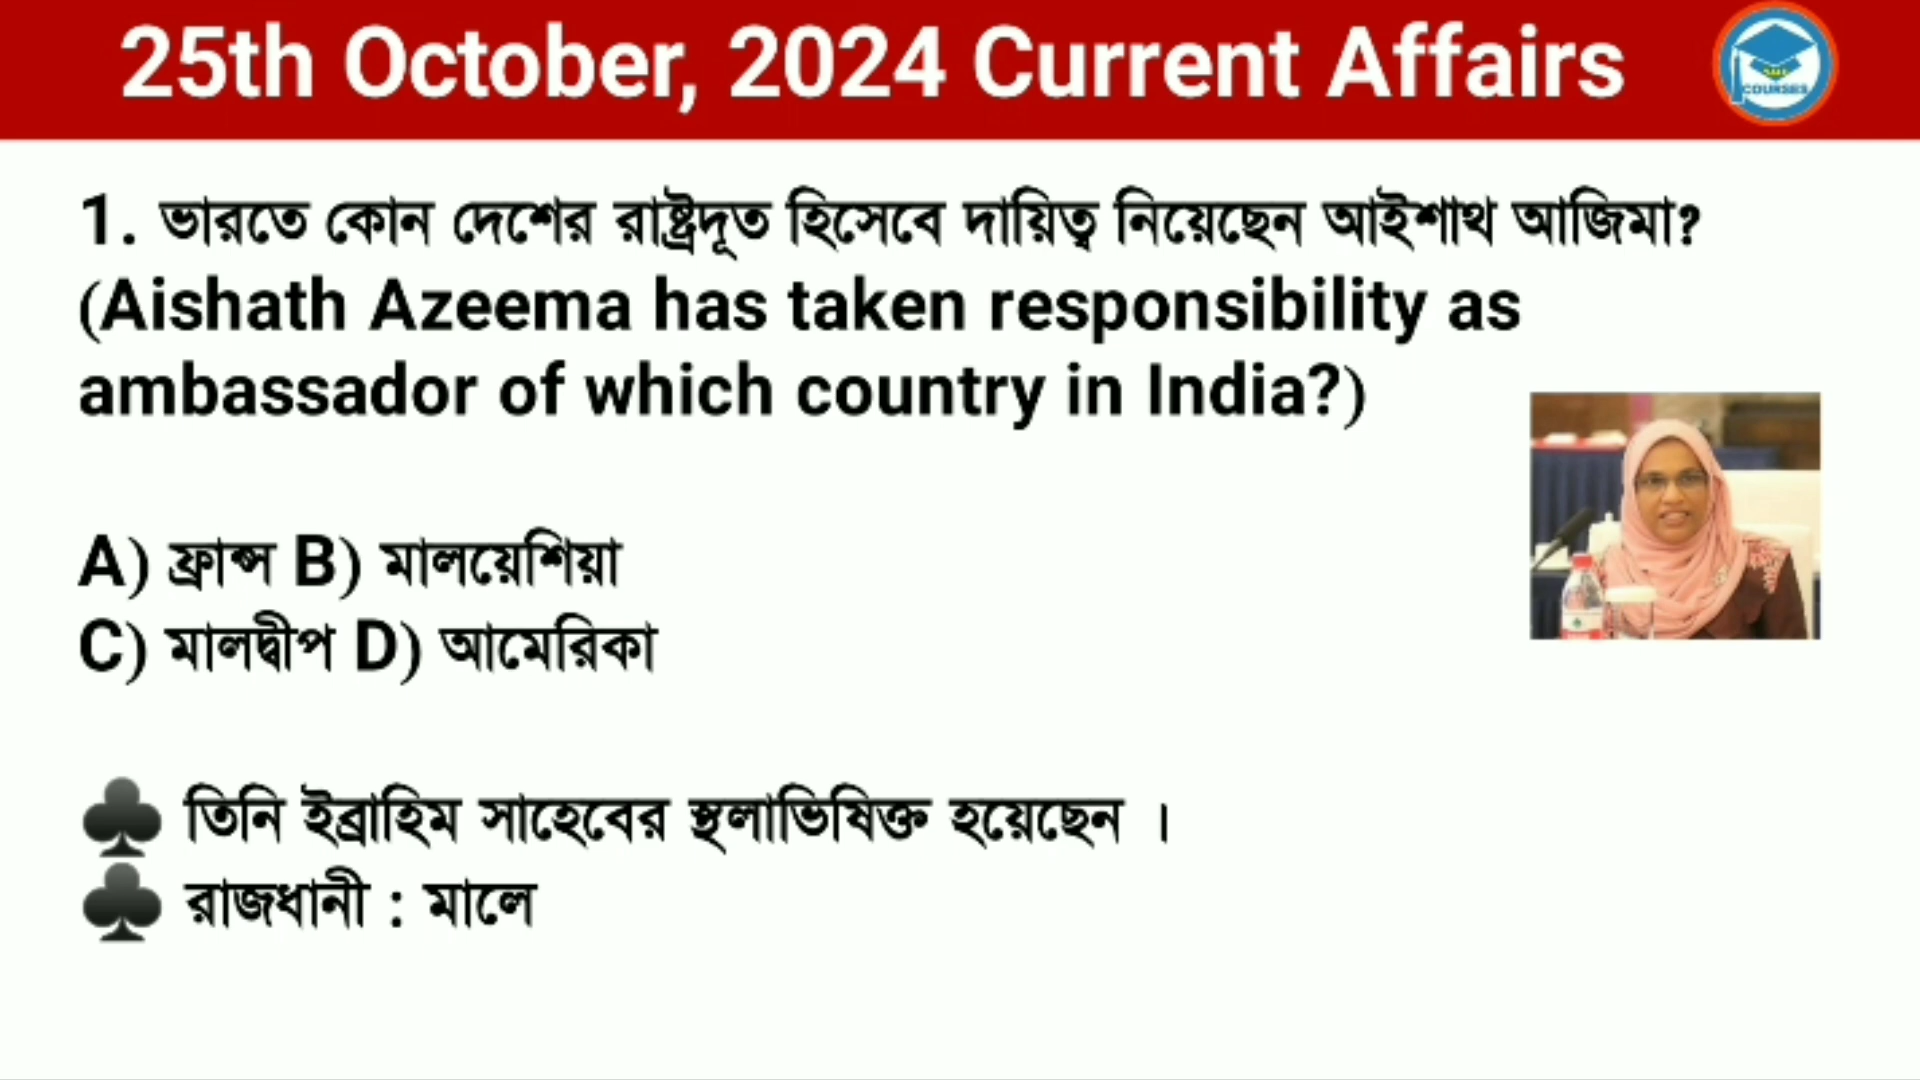 25th October, 2024 Current Affairs
COURSES
1. ভারতে কোন দেশের রাষ্ট্রদূত হিসেবে দায়িত্ব নিয়েছেন আইশাথ আজিমা?
(Aishath Azeema has taken responsibility as
ambassador of which country in India?)
A) ফ্রান্স B) মালয়েশিয়া
C) মালদ্বীপ D) আমেরিকা
♣ তিনি ইব্রাহিম সাহেবের স্থলাভিষিক্ত হয়েছেন ।
♣ রাজধানী : মালে